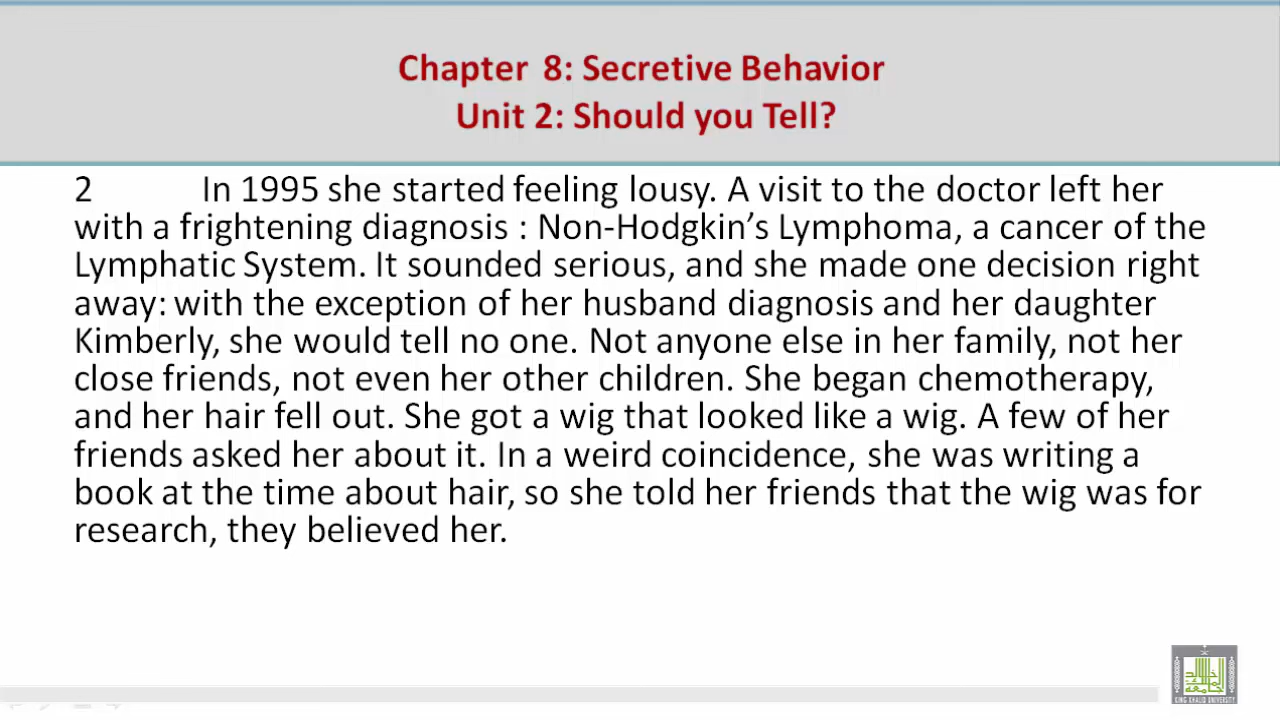 Chapter 8: Secretive Behavior
Unit 2: Should you Tell?
2 In 1995 she started feeling lousy. A visit to the doctor left her
with a frightening diagnosis : Non-Hodgkin’s Lymphoma, a cancer of the
Lymphatic System. It sounded serious, and she made one decision right
away: with the exception of her husband diagnosis and her daughter
Kimberly, she would tell no one. Not anyone else in her family, not her
close friends, not even her other children. She began chemotherapy,
and her hair fell out. She got a wig that looked like a wig. A few of her
friends asked her about it. In a weird coincidence, she was writing a
book at the time about hair, so she told her friends that the wig was for
research, they believed her.
KING KHALID UNIVERSITY